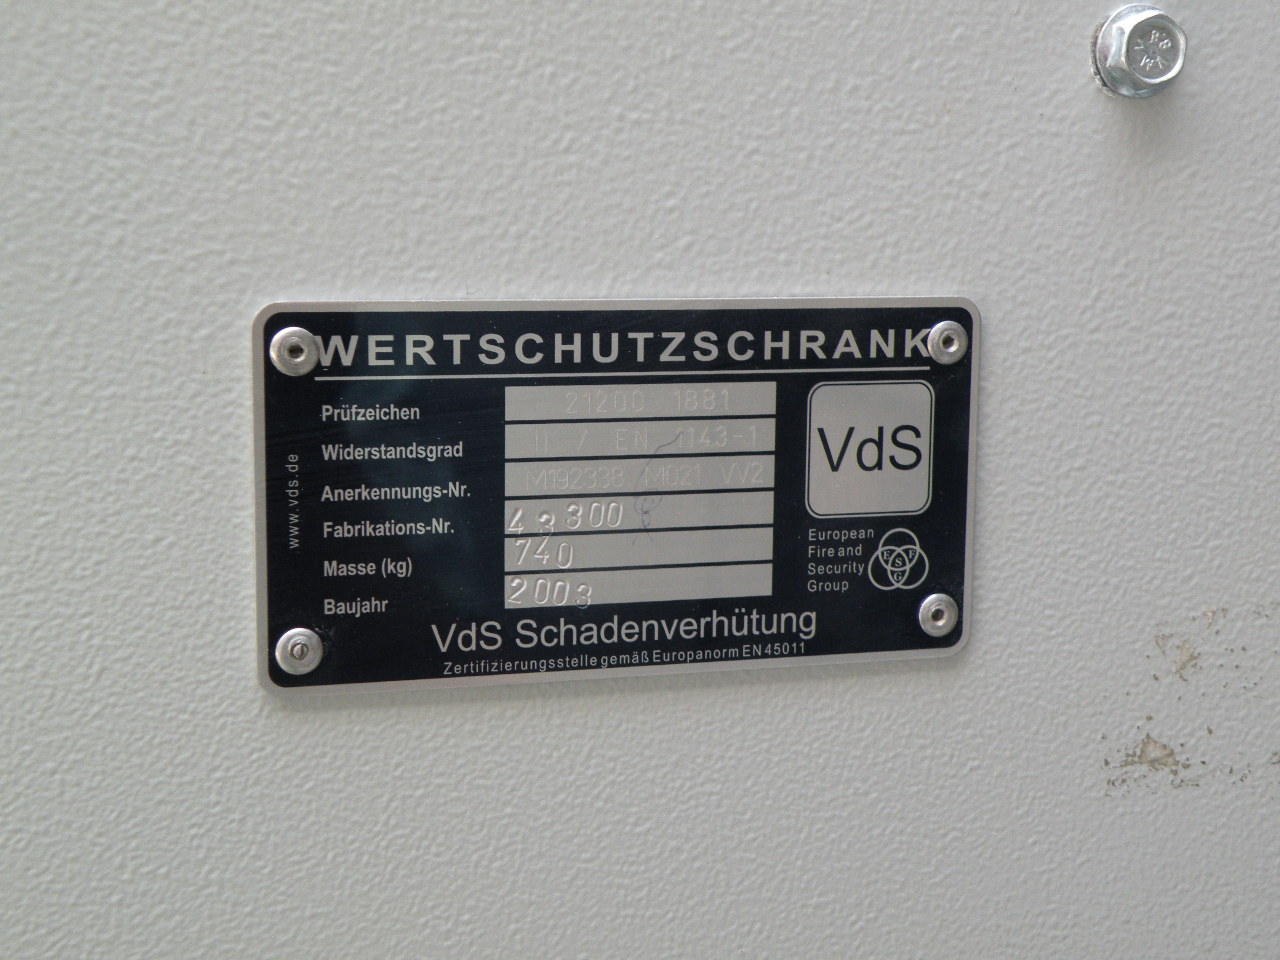 WERTSCHUTZSCHRANK
Prüfzeichen 21200 1881
Widerstandsgrad / EN 1143-1
Anerkennungs-Nr. M192338 M021 VV2
Fabrikations-Nr. 43300
Masse (kg) 740
Baujahr 2003
www.vds.de
VdS
European
Fire and
Security
Group
E F
S
G
VdS Schadenverhütung
Zertifizierungsstelle gemäß Europanorm EN 45011